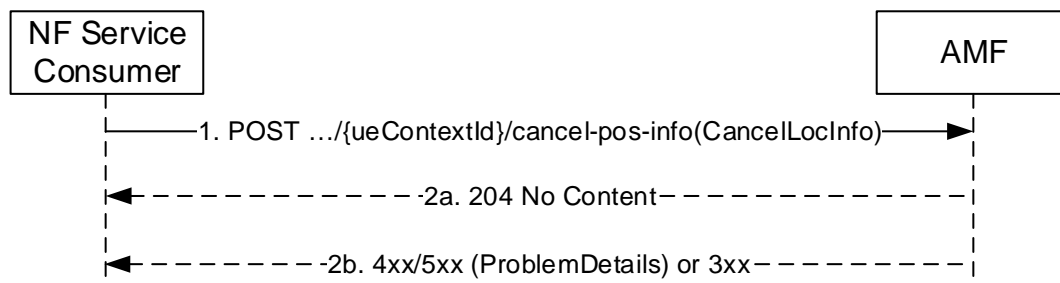 NF Service
Consumer
AMF
1. POST …/{ueContextId}/cancel-pos-info(CancelLocInfo)
2a. 204 No Content
2b. 4xx/5xx (ProblemDetails) or 3xx